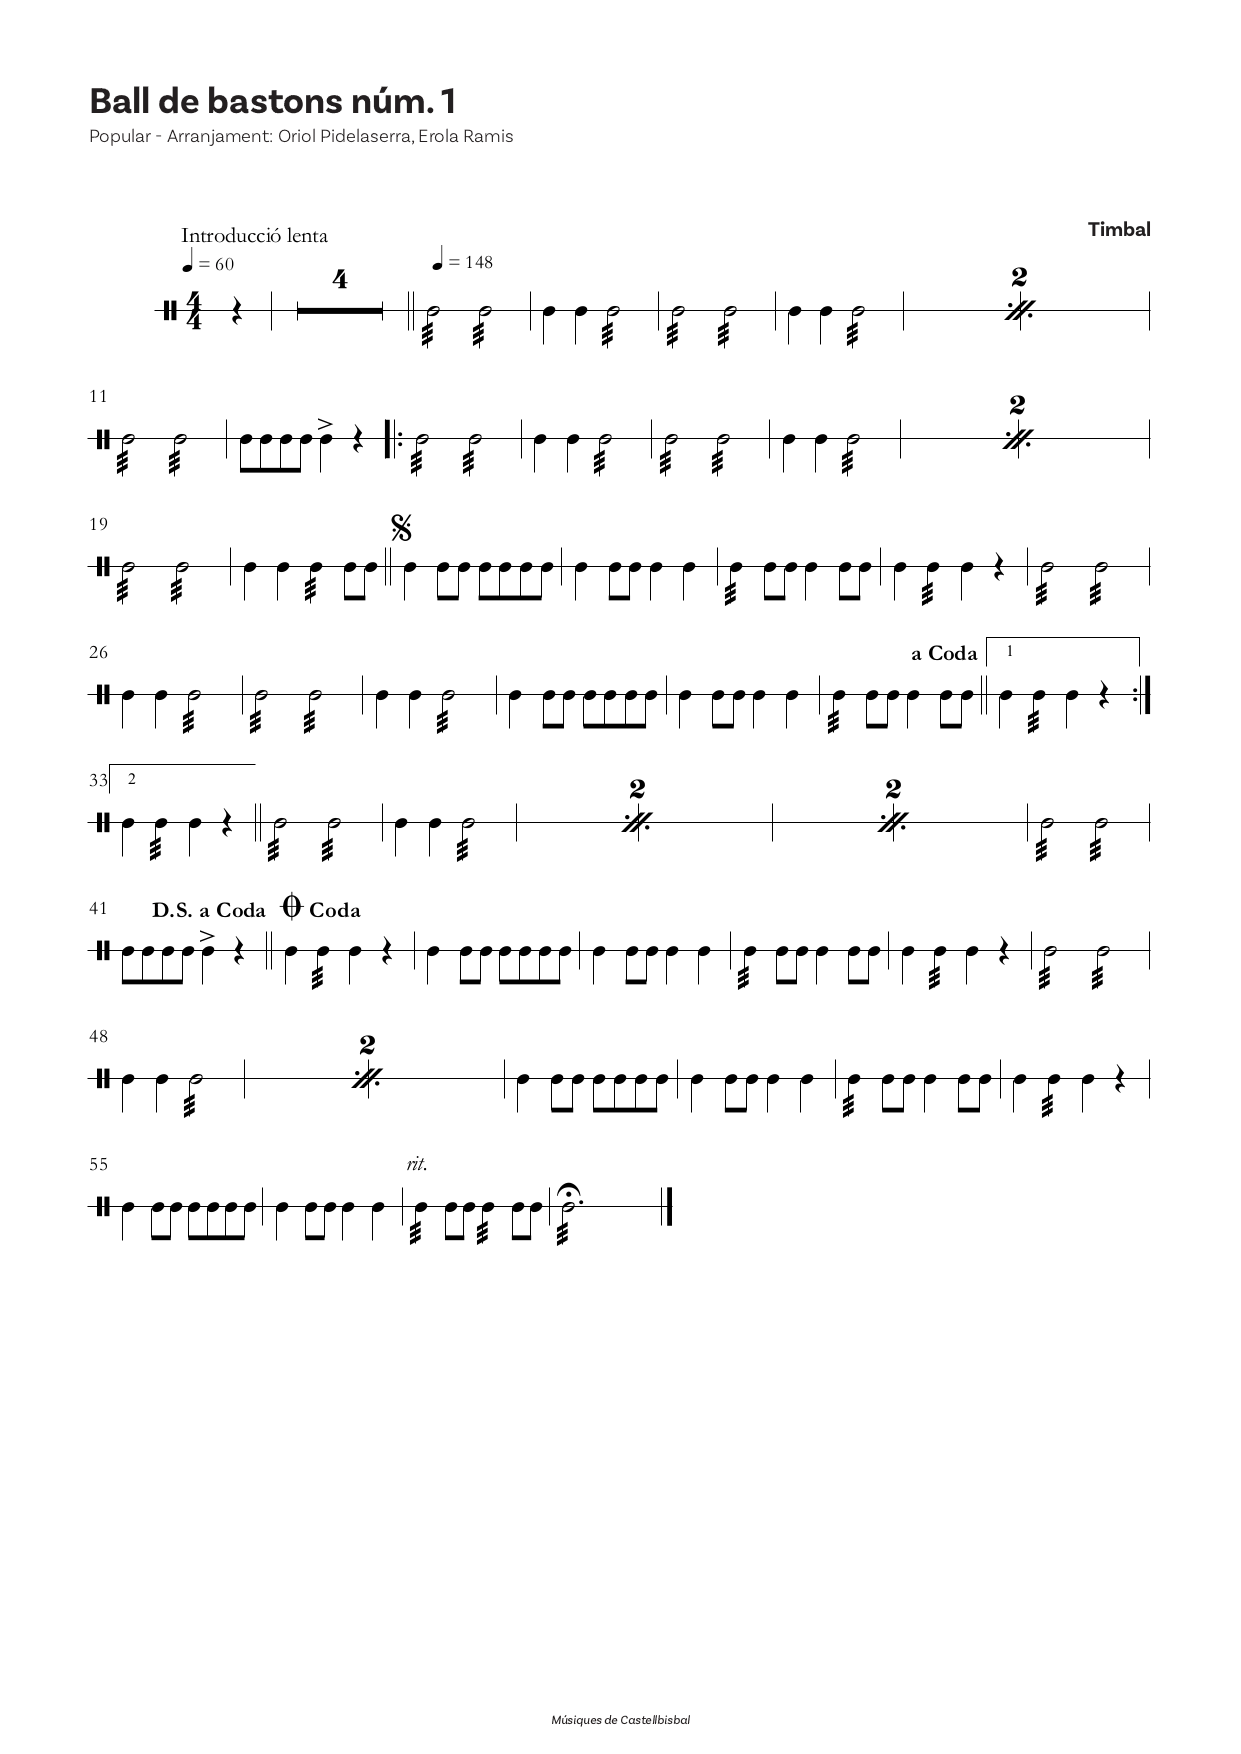 Ball de bastons núm. 1
Popular - Arranjament: Oriol Pidelaserra, Erola Ramis
Timbal
Introducció lenta
= 60
= 148
4
2
4
4
11
2
19
26
a Coda
1
33
2
2
2
41
D.S. a Coda
Coda
48
2
55
rit.
Músiques de Castellbisbal